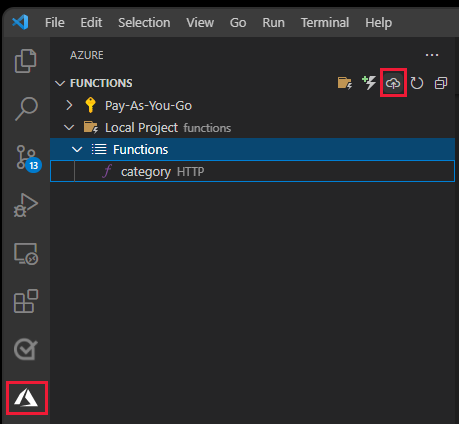 File Edit Selection View Go Run Terminal Help
AZURE
FUNCTIONS
Pay-As-You-Go
Local Project functions
Functions
category HTTP
13